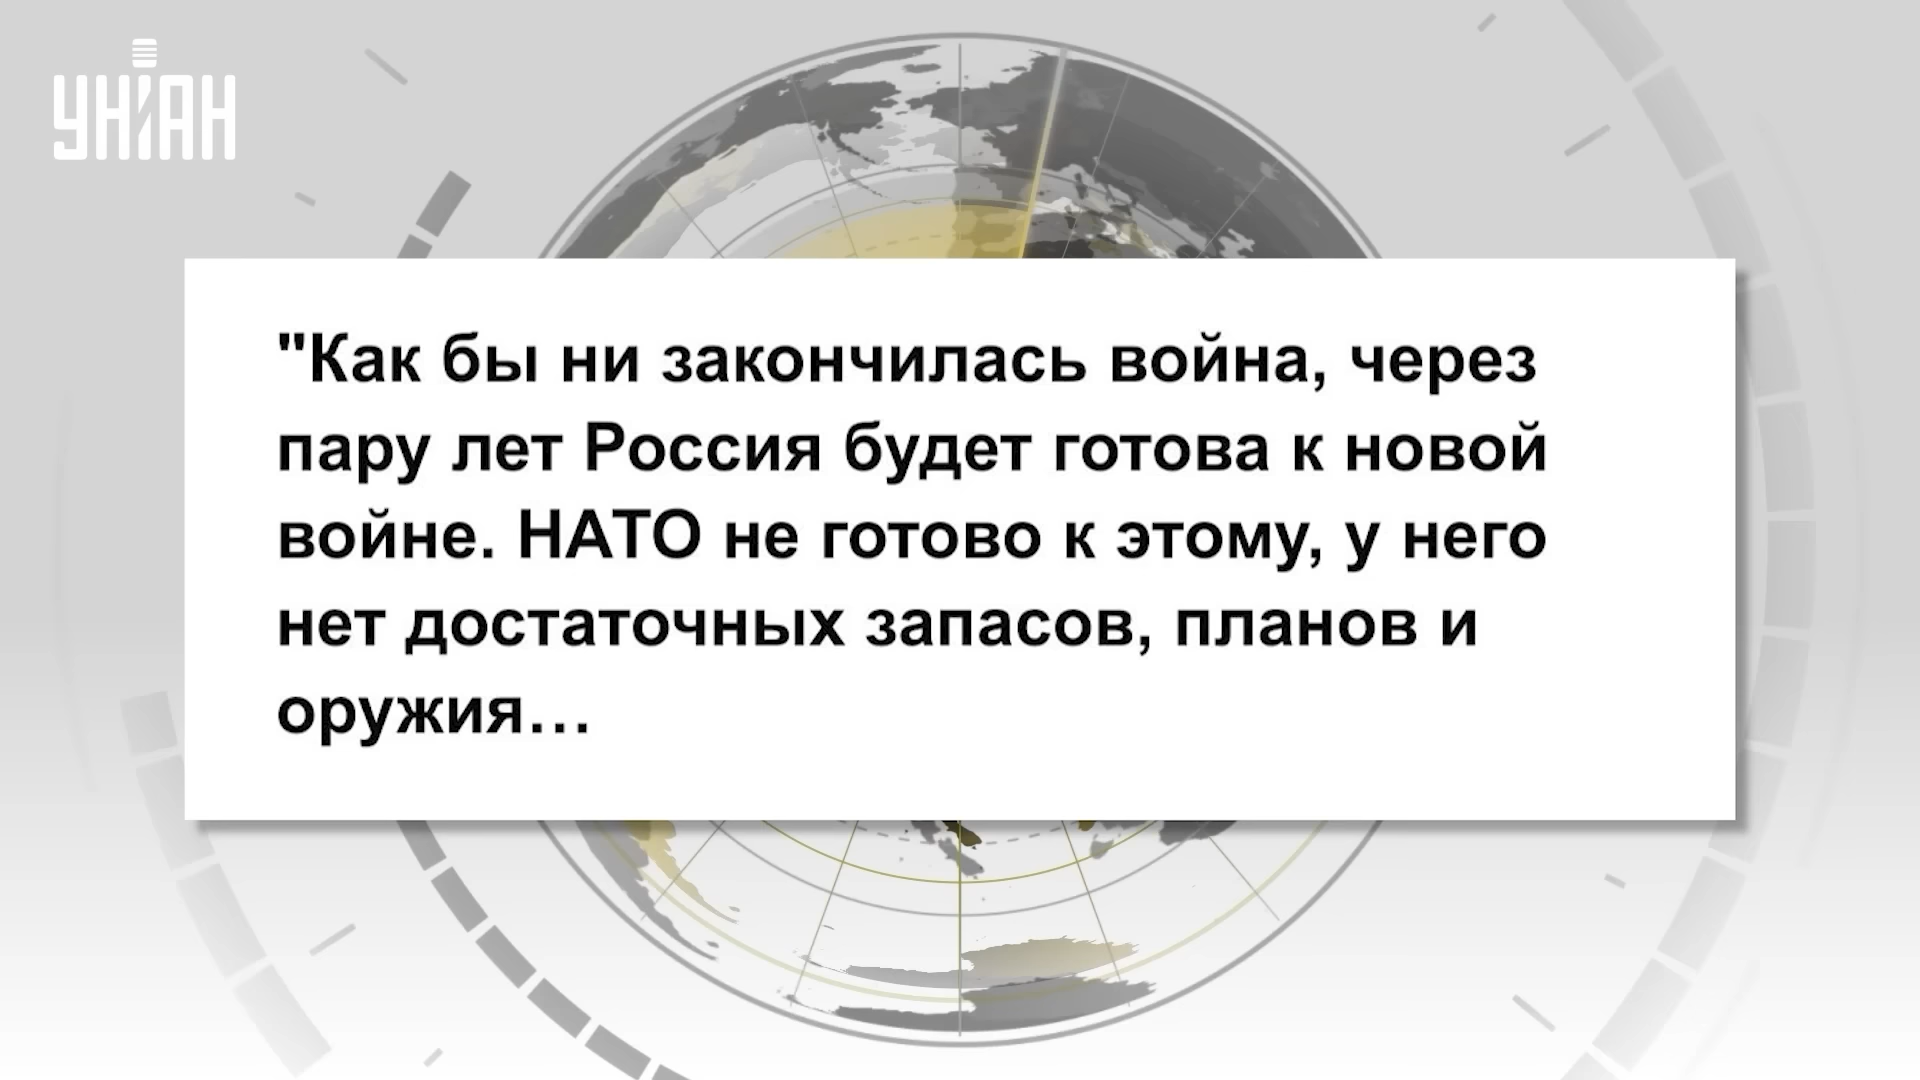 УНІАН
"Как бы ни закончилась война, через
пару лет Россия будет готова к новой
войне. НАТО не готово к этому, у него
нет достаточных запасов, планов и
оружия…